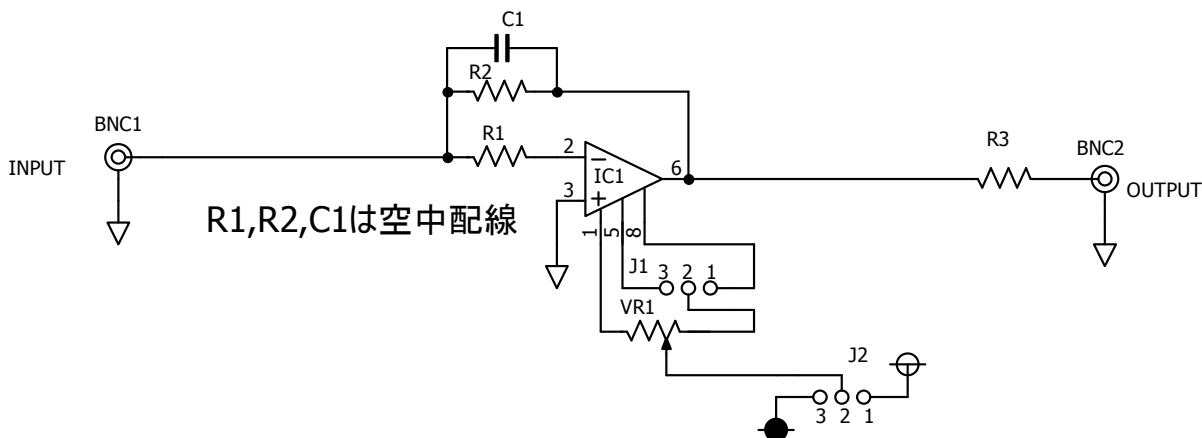 C1
R2
BNC1
R1
R3
BNC2
INPUT
2
6
IC1
3
OUTPUT
R1,R2,C1は空中配線
1
5
8
J1
3 2 1
VR1
J2
3 2 1